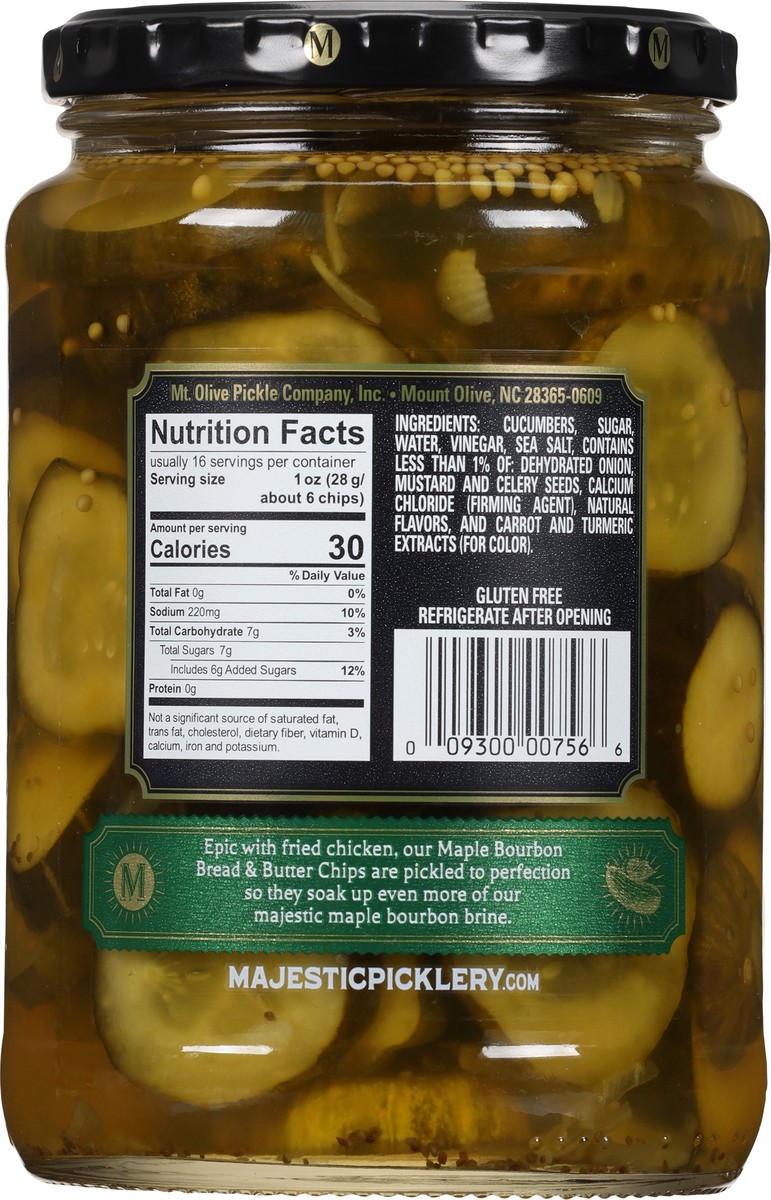 M
M
Mt. Olive Pickle Company, Inc. • Mount Olive, NC 28365-0609
Nutrition Facts
usually 16 servings per container
Serving size 1 oz (28 g/
about 6 chips)
Amount per serving
Calories 30
% Daily Value
Total Fat 0g 0%
Sodium 220mg 10%
Total Carbohydrate 7g 3%
Total Sugars 7g
Includes 6g Added Sugars 12%
Protein 0g
Not a significant source of saturated fat,
trans fat, cholesterol, dietary fiber, vitamin D,
calcium, iron and potassium.
INGREDIENTS: CUCUMBERS, SUGAR,
WATER, VINEGAR, SEA SALT, CONTAINS
LESS THAN 1% OF: DEHYDRATED ONION,
MUSTARD AND CELERY SEEDS, CALCIUM
CHLORIDE (FIRMING AGENT), NATURAL
FLAVORS, AND CARROT AND TURMERIC
EXTRACTS (FOR COLOR).
GLUTEN FREE
REFRIGERATE AFTER OPENING
0 09300 00756 6
M
Epic with fried chicken, our Maple Bourbon
Bread & Butter Chips are pickled to perfection
so they soak up even more of our
majestic maple bourbon brine.
MAJESTICPICKLERY.COM